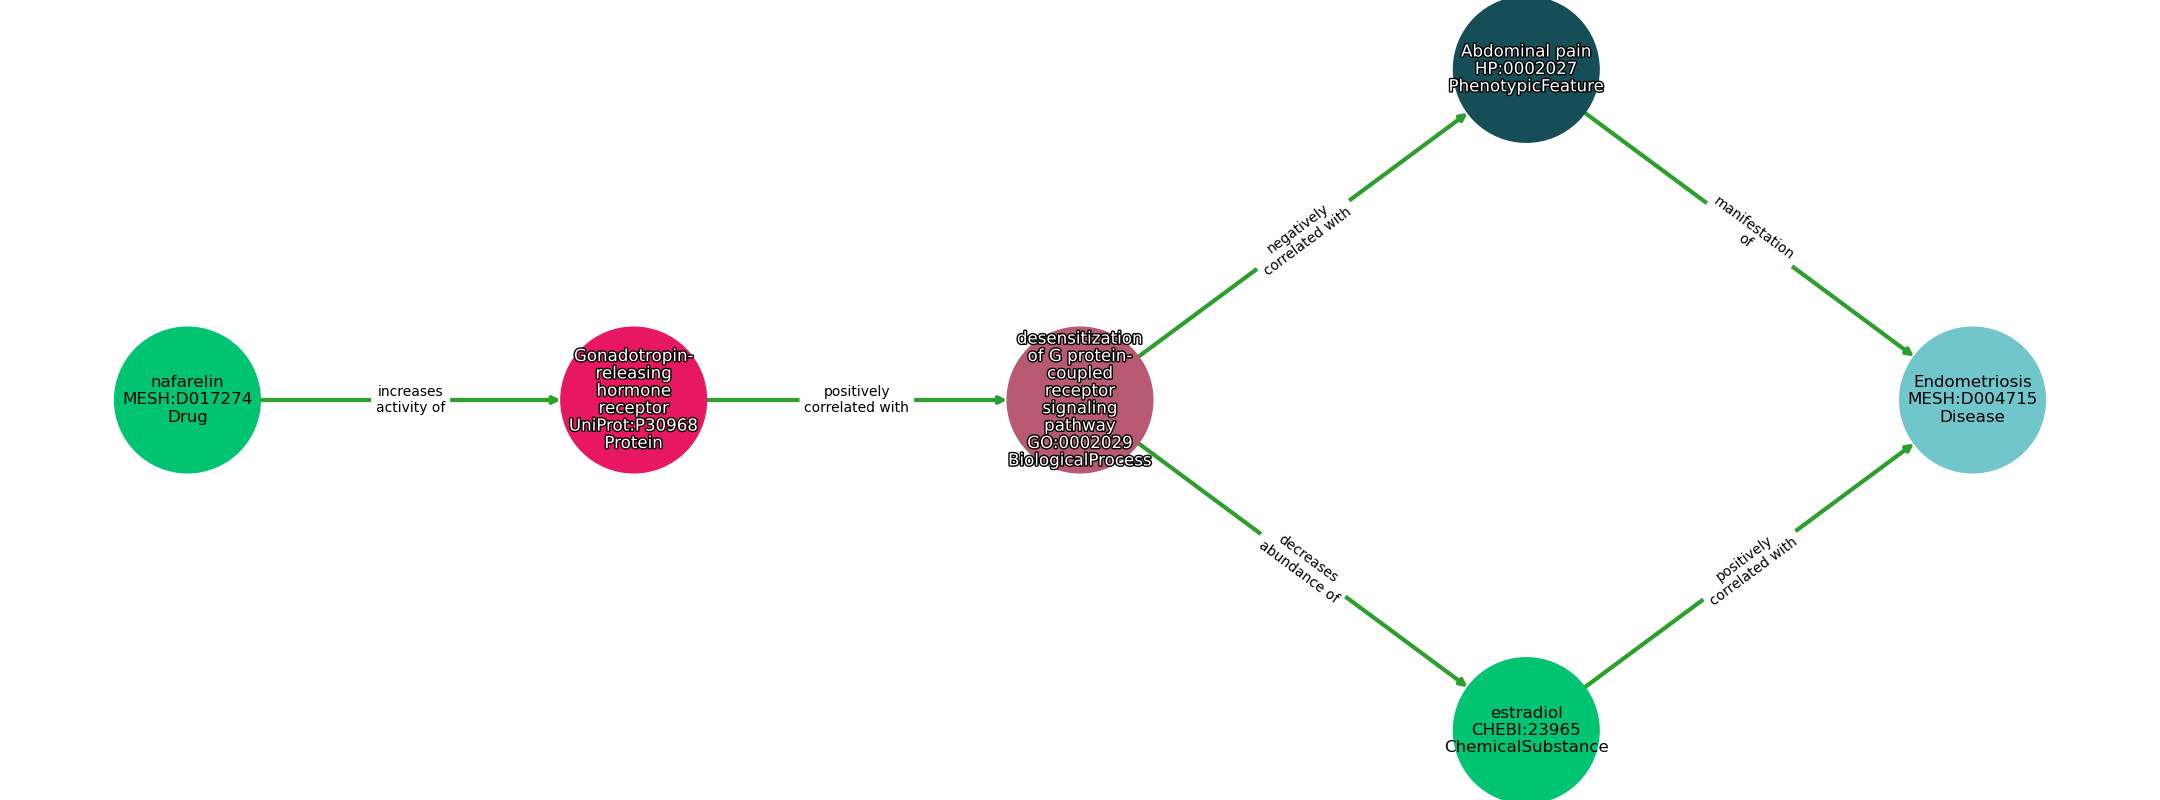 Abdominal pain
HP:0002027
PhenotypicFeature
negatively
correlated with
manifestation
of
nafarelin
MESH:D017274
Drug
increases
activity of
Gonadotropin-
releasing
hormone
receptor
UniProt:P30968
Protein
positively
correlated with
desensitization
of G protein-
coupled
receptor
signaling
pathway
GO:0002029
BiologicalProcess
Endometriosis
MESH:D004715
Disease
decreases
abundance of
positively
correlated with
estradiol
CHEBI:23965
ChemicalSubstance